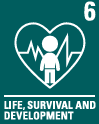 6
LIFE, SURVIVAL AND
DEVELOPMENT